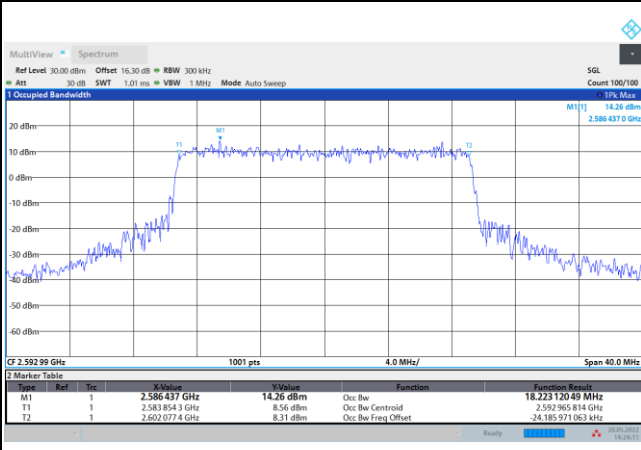 MultiView Spectrum
Ref Level 30.00 dBm Offset 16.30 dB RBW 300 kHz SGL
Att 30 dB SWT 1.01 ms VBW 1 MHz Mode Auto Sweep Count 100/100
1 Occupied Bandwidth 1Pk Max
M1[1] 14.26 dBm
2.586 437 0 GHz
20 dBm
M1
T1 T2
10 dBm
0 dBm
-10 dBm
-20 dBm
-30 dBm
-40 dBm
-50 dBm
-60 dBm
CF 2.592 99 GHz 1001 pts 4.0 MHz/ Span 40.0 MHz
2 Marker Table
Type Ref Trc X-Value Y-Value Function Function Result
M1 1 2.586 437 GHz 14.26 dBm Occ Bw 18.223 120 49 MHz
T1 1 2.583 854 3 GHz 8.56 dBm Occ Bw Centroid 2.592 965 814 GHz
T2 1 2.602 077 4 GHz 8.31 dBm Occ Bw Freq Offset -24.185 971 063 kHz
Ready 20.05.2022
14:24:11